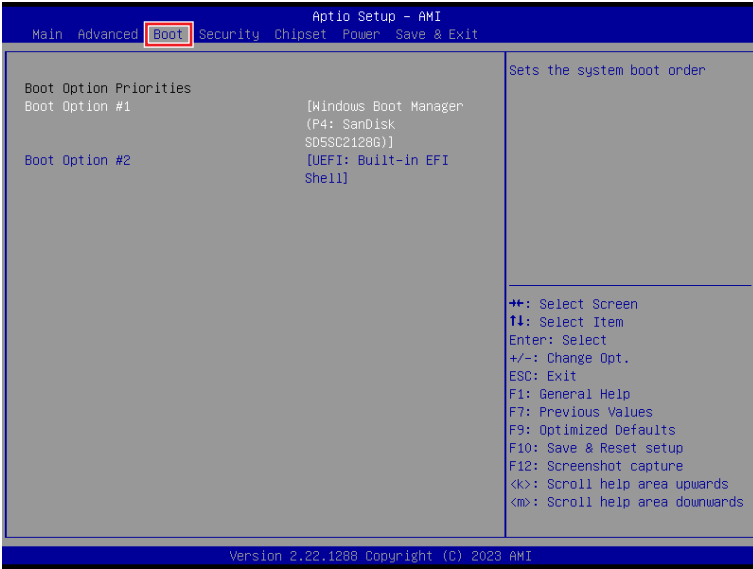 Aptio Setup – AMI
Main Advanced Boot Security Chipset Power Save & Exit
Boot Option Priorities
Boot Option #1 [Windows Boot Manager
(P4: SanDisk
SD5SC2128G)]
Boot Option #2 [UEFI: Built-in EFI
Shell]
Sets the system boot order
→←: Select Screen
↑↓: Select Item
Enter: Select
+/-: Change Opt.
ESC: Exit
F1: General Help
F7: Previous Values
F9: Optimized Defaults
F10: Save & Reset setup
F12: Screenshot capture
<k>: Scroll help area upwards
<m>: Scroll help area downwards
Version 2.22.1288 Copyright (C) 2023 AMI